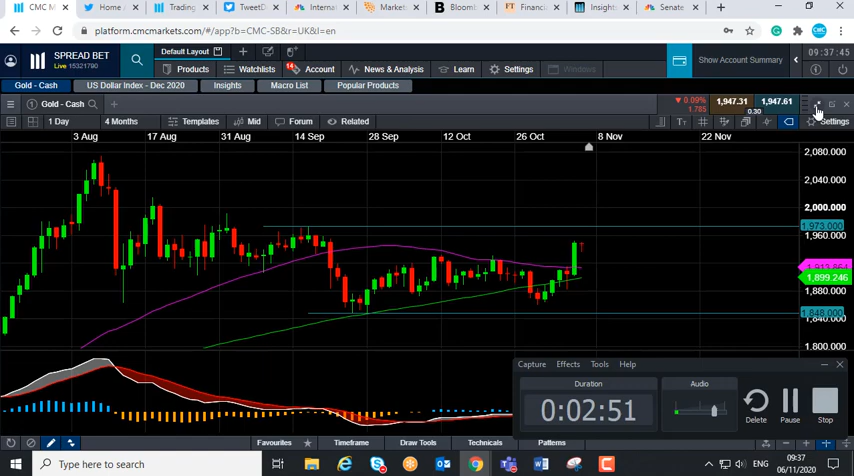 CMC M
Home /
Trading
TweetD
Internat
Markets
Bloomb
Financi
Insights
Senate
platform.cmcmarkets.com/#/app?b=CMC-SB&r=UK&l=en
SPREAD BET
Live 15321790
Default Layout
Products Watchlists 14 Account News & Analysis Learn Settings Windows
Show Account Summary
09:37:45
Gold - Cash US Dollar Index - Dec 2020 Insights Macro List Popular Products
Gold - Cash
0.09%
1.785
1,947.31
0.30
1,947.61
1 Day 4 Months Templates Mid Forum Related Settings
3 Aug 17 Aug 31 Aug 14 Sep 28 Sep 12 Oct 26 Oct 8 Nov 22 Nov
2,080.000
2,040.000
2,000.000
1,973.000
1,960.000
1,913.864
1,899.246
1,880.000
1,848.000
1,840.000
1,800.000
Capture Effects Tools Help
Duration
0:02:51
Audio
Delete Pause Stop
Favourites Timeframe Draw Tools Technicals Patterns
Type here to search
ENG
09:37
06/11/2020